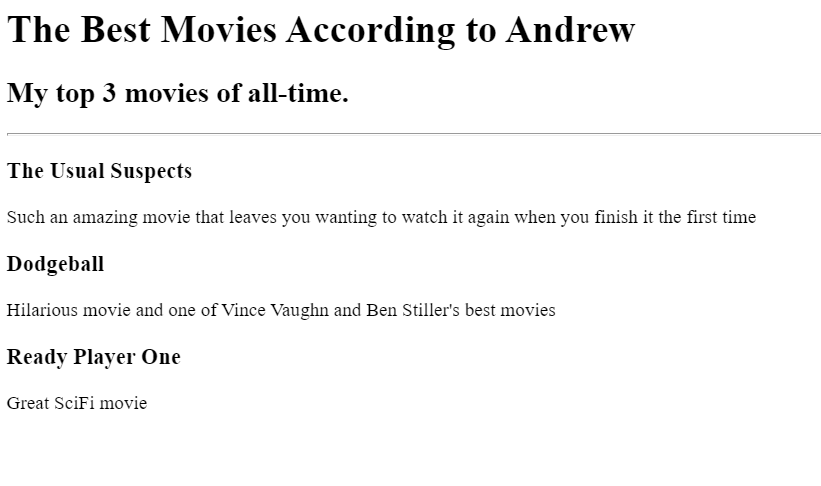 The Best Movies According to Andrew
My top 3 movies of all-time.
The Usual Suspects
Such an amazing movie that leaves you wanting to watch it again when you finish it the first time
Dodgeball
Hilarious movie and one of Vince Vaughn and Ben Stiller's best movies
Ready Player One
Great SciFi movie